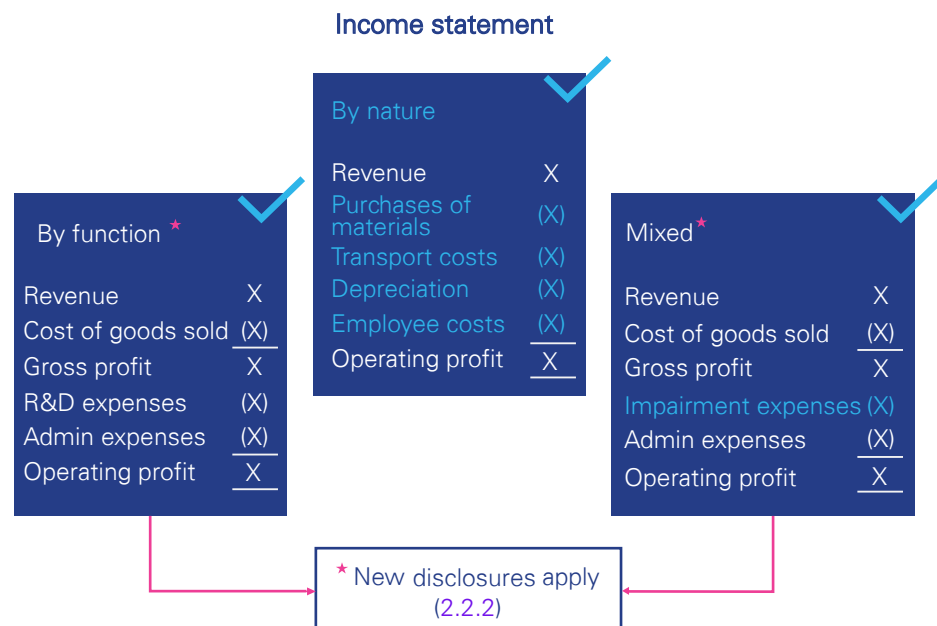 Income statement
By nature
Revenue X
Purchases of
materials (X)
Transport costs (X)
Depreciation (X)
Employee costs (X)
Operating profit X
By function ★
Revenue X
Cost of goods sold (X)
Gross profit X
R&D expenses (X)
Admin expenses (X)
Operating profit X
Mixed★
Revenue X
Cost of goods sold (X)
Gross profit X
Impairment expenses (X)
Admin expenses (X)
Operating profit X
★ New disclosures apply
(2.2.2)